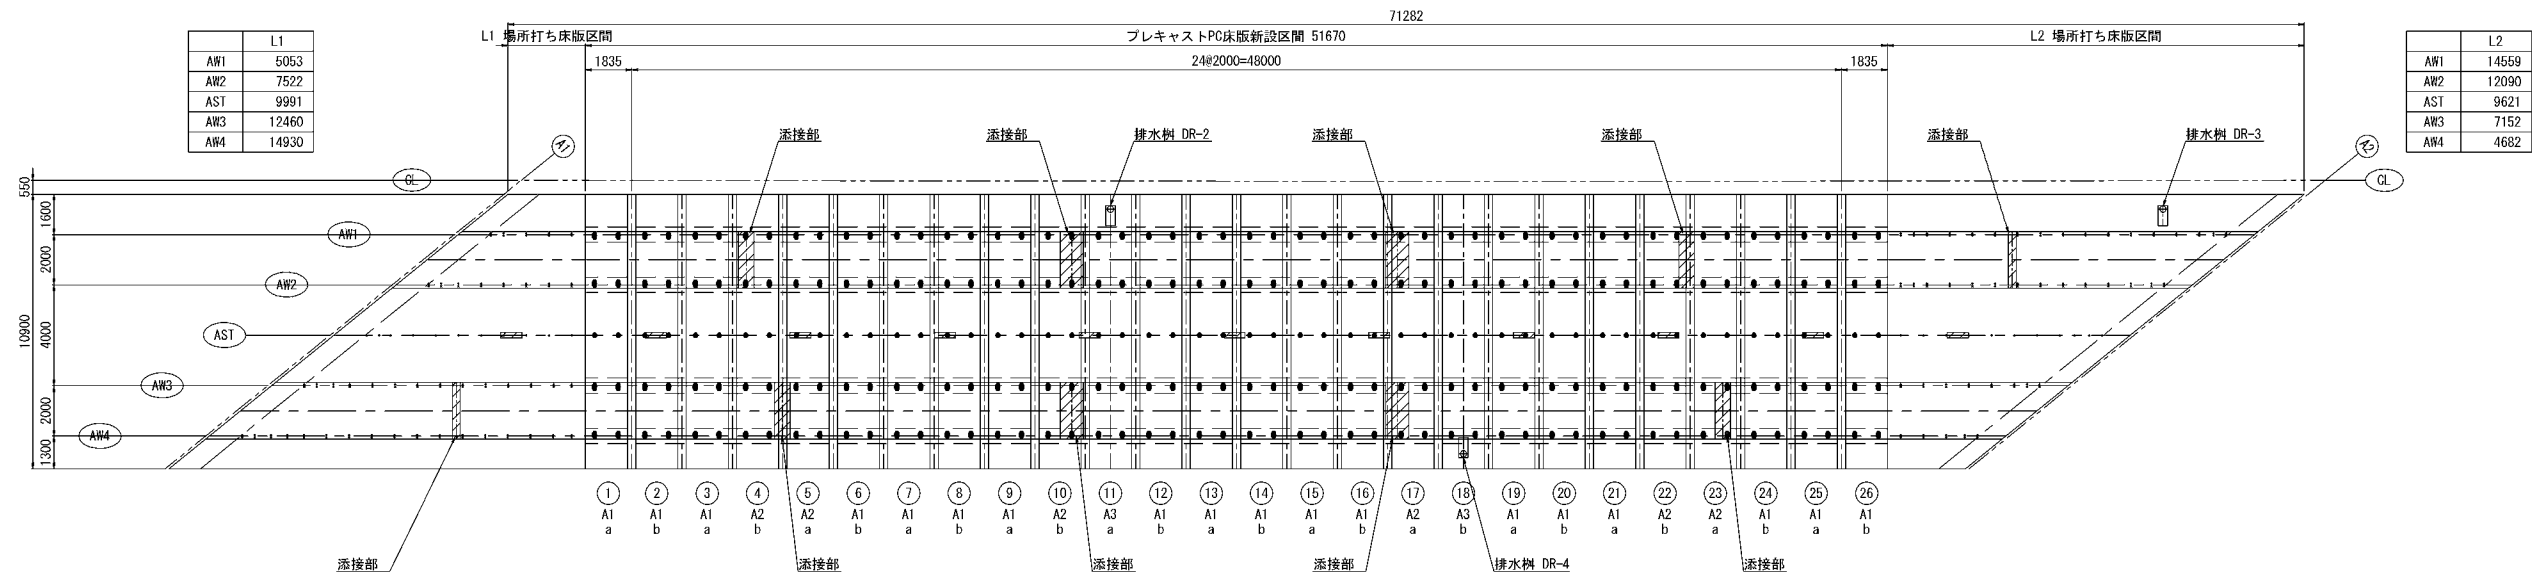 71282
L1 場所打ち床版区間
プレキャストPC床版新設区間 51670
L2 場所打ち床版区間
1835
24@2000=48000
1835
L1
AW1 5053
AW2 7522
AST 9991
AW3 12460
AW4 14930
L2
AW1 14559
AW2 12090
AST 9621
AW3 7152
AW4 4682
添接部
添接部
排水桝 DR-2
添接部
添接部
添接部
排水桝 DR-3
A1
A2
GL
GL
AW1
AW2
AST
AW3
AW4
550
10900
1600
2000
4000
2000
1300
1 2 3 4 5 6 7 8 9 10 11 12 13 14 15 16 17 18 19 20 21 22 23 24 25 26
A1 A1 A1 A2 A2 A1 A1 A1 A1 A2 A3 A1 A1 A1 A1 A1 A2 A3 A1 A1 A1 A2 A2 A1 A1 A1
a b a b a b a b a b a b a b a b a b a b a b a b a b
添接部
添接部
添接部
添接部
排水桝 DR-4
添接部